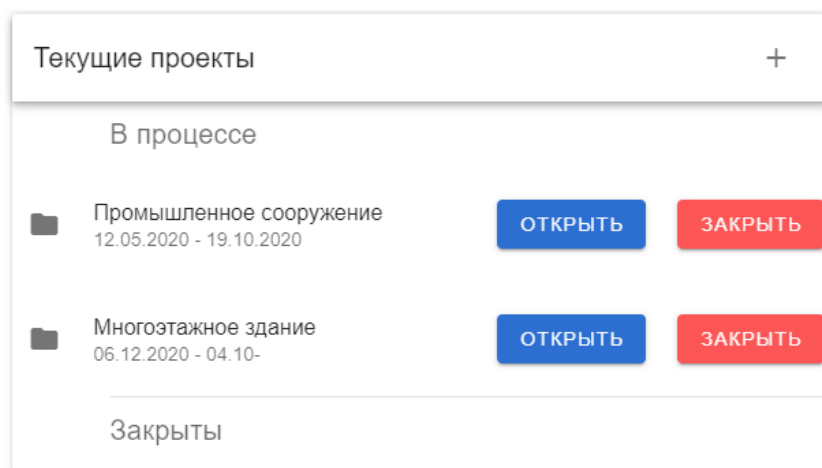 Текущие проекты +
В процессе
Промышленное сооружение
12.05.2020 - 19.10.2020
ОТКРЫТЬ ЗАКРЫТЬ
Многоэтажное здание
06.12.2020 - 04.10-
ОТКРЫТЬ ЗАКРЫТЬ
Закрыты